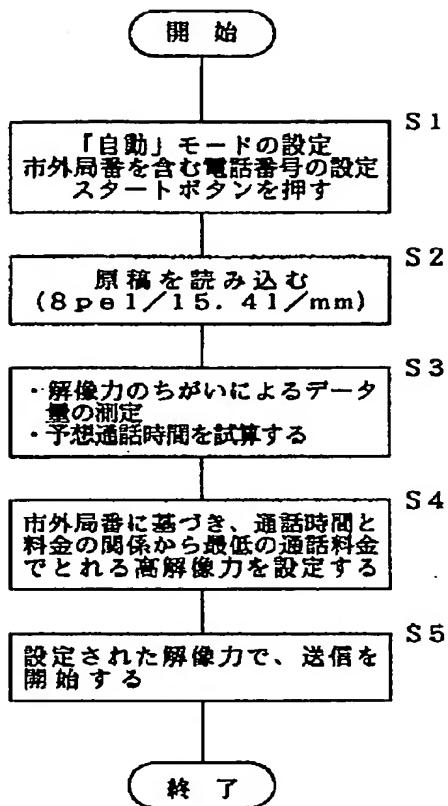 開始
S1
「自動」モードの設定
市外局番を含む電話番号の設定
スタートボタンを押す
S2
原稿を読み込む
(8pel／15.4l／mm)
S3
・解像力のちがいによるデータ
量の測定
・予想通話時間を試算する
S4
市外局番に基づき、通話時間と
料金の関係から最低の通話料金
でとれる高解像力を設定する
S5
設定された解像力で、送信を
開始する
終了